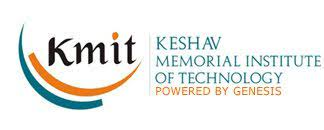 Kmit
KESHAV
MEMORIAL INSTITUTE
OF TECHNOLOGY
POWERED BY GENESIS